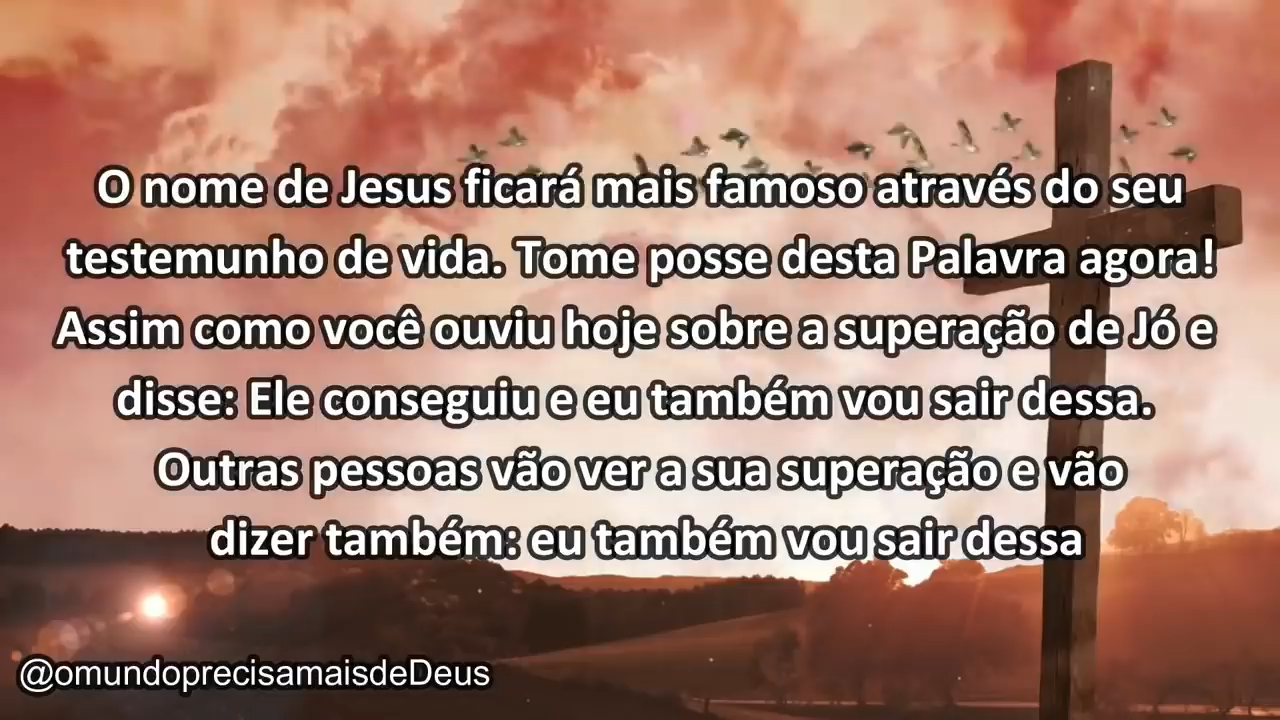 O nome de Jesus ficará mais famoso através do seu
testemunho de vida. Tome posse desta Palavra agora!
Assim como você ouviu hoje sobre a superação de Jó e
disse: Ele conseguiu e eu também vou sair dessa.
Outras pessoas vão ver a sua superação e vão
dizer também: eu também vou sair dessa
@omundoprecisamaisdeDeus